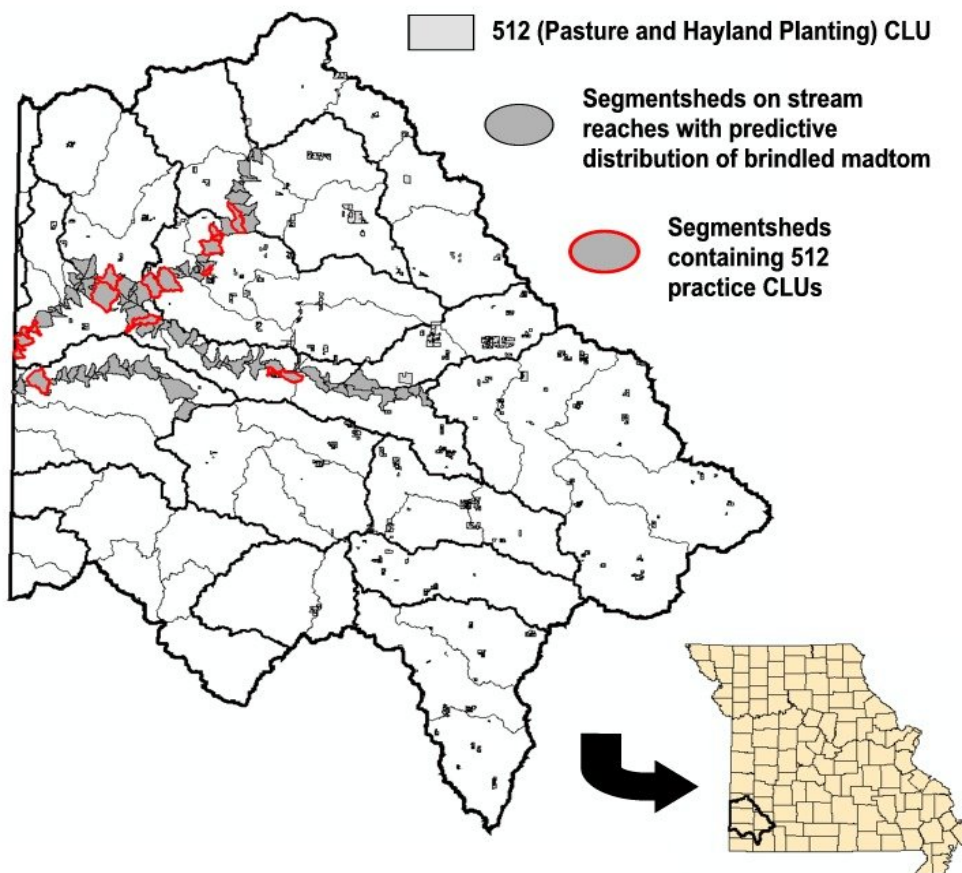 512 (Pasture and Hayland Planting) CLU
Segmentsheds on stream
reaches with predictive
distribution of brindled madtom
Segmentsheds
containing 512
practice CLUs